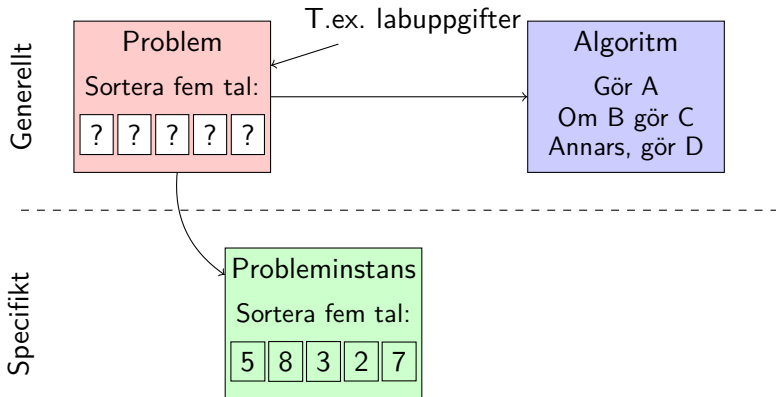 T.ex. labuppgifter
Generellt
Problem
Sortera fem tal:
? ? ? ? ?
Algoritm
Gör A
Om B gör C
Annars, gör D
Specifikt
Probleminstans
Sortera fem tal:
5 8 3 2 7